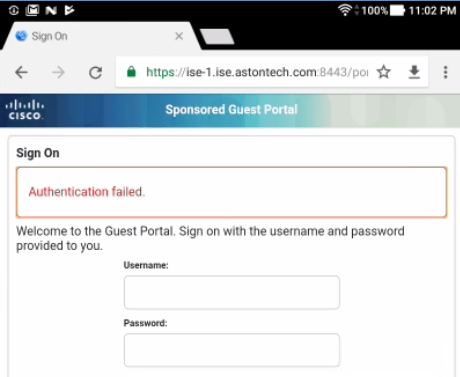 100% 11:02 PM
Sign On
https://ise-1.ise.astontech.com:8443/poi
CISCO
Sponsored Guest Portal
Sign On
Authentication failed.
Welcome to the Guest Portal. Sign on with the username and password
provided to you.
Username:
Password: